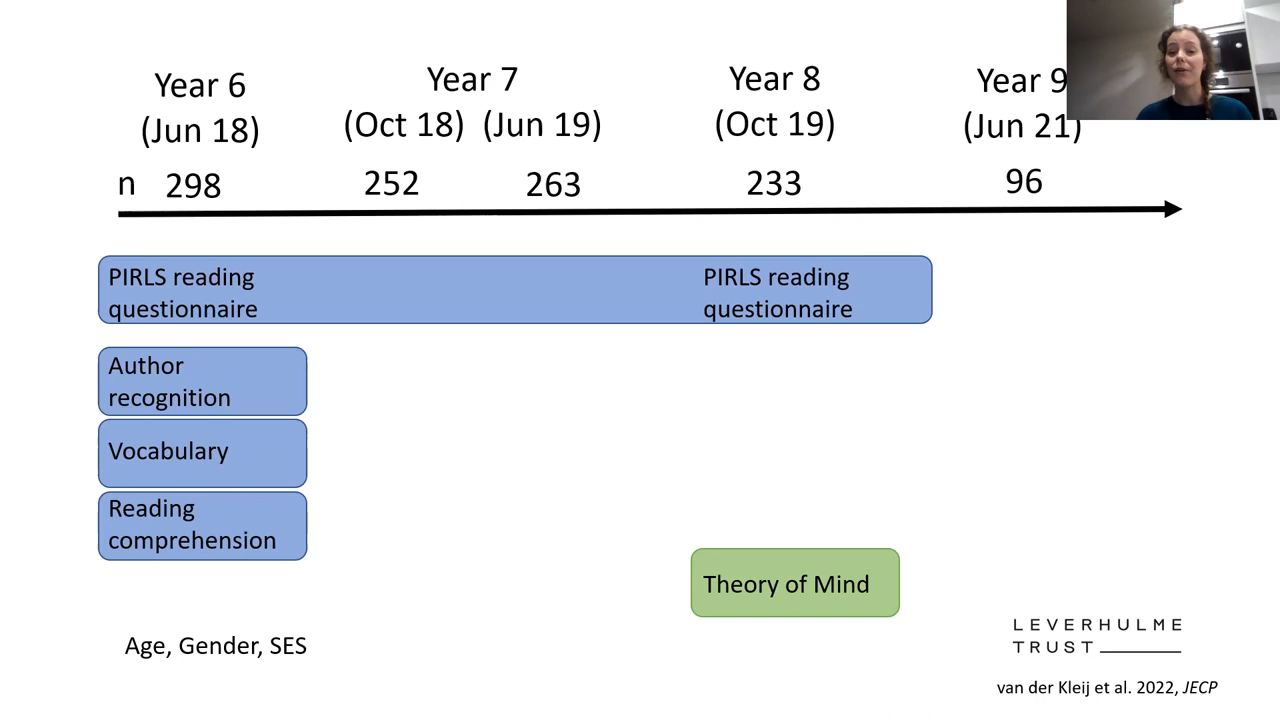 Year 6
(Jun 18)
Year 7
(Oct 18) (Jun 19)
Year 8
(Oct 19)
Year 9
(Jun 21)
n 298 252 263 233 96
PIRLS reading
questionnaire
PIRLS reading
questionnaire
Author
recognition
Vocabulary
Reading
comprehension
Theory of Mind
Age, Gender, SES
LEVERHULME
TRUST
van der Kleij et al. 2022, JECP